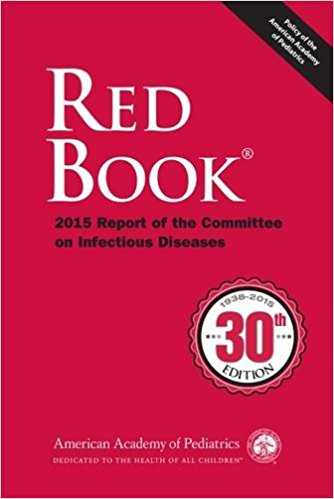 Policy of the
American Academy
of Pediatrics
RED
BOOK®
2015 Report of the Committee
on Infectious Diseases
1938-2015
30th
EDITION
American Academy of Pediatrics
DEDICATED TO THE HEALTH OF ALL CHILDREN™